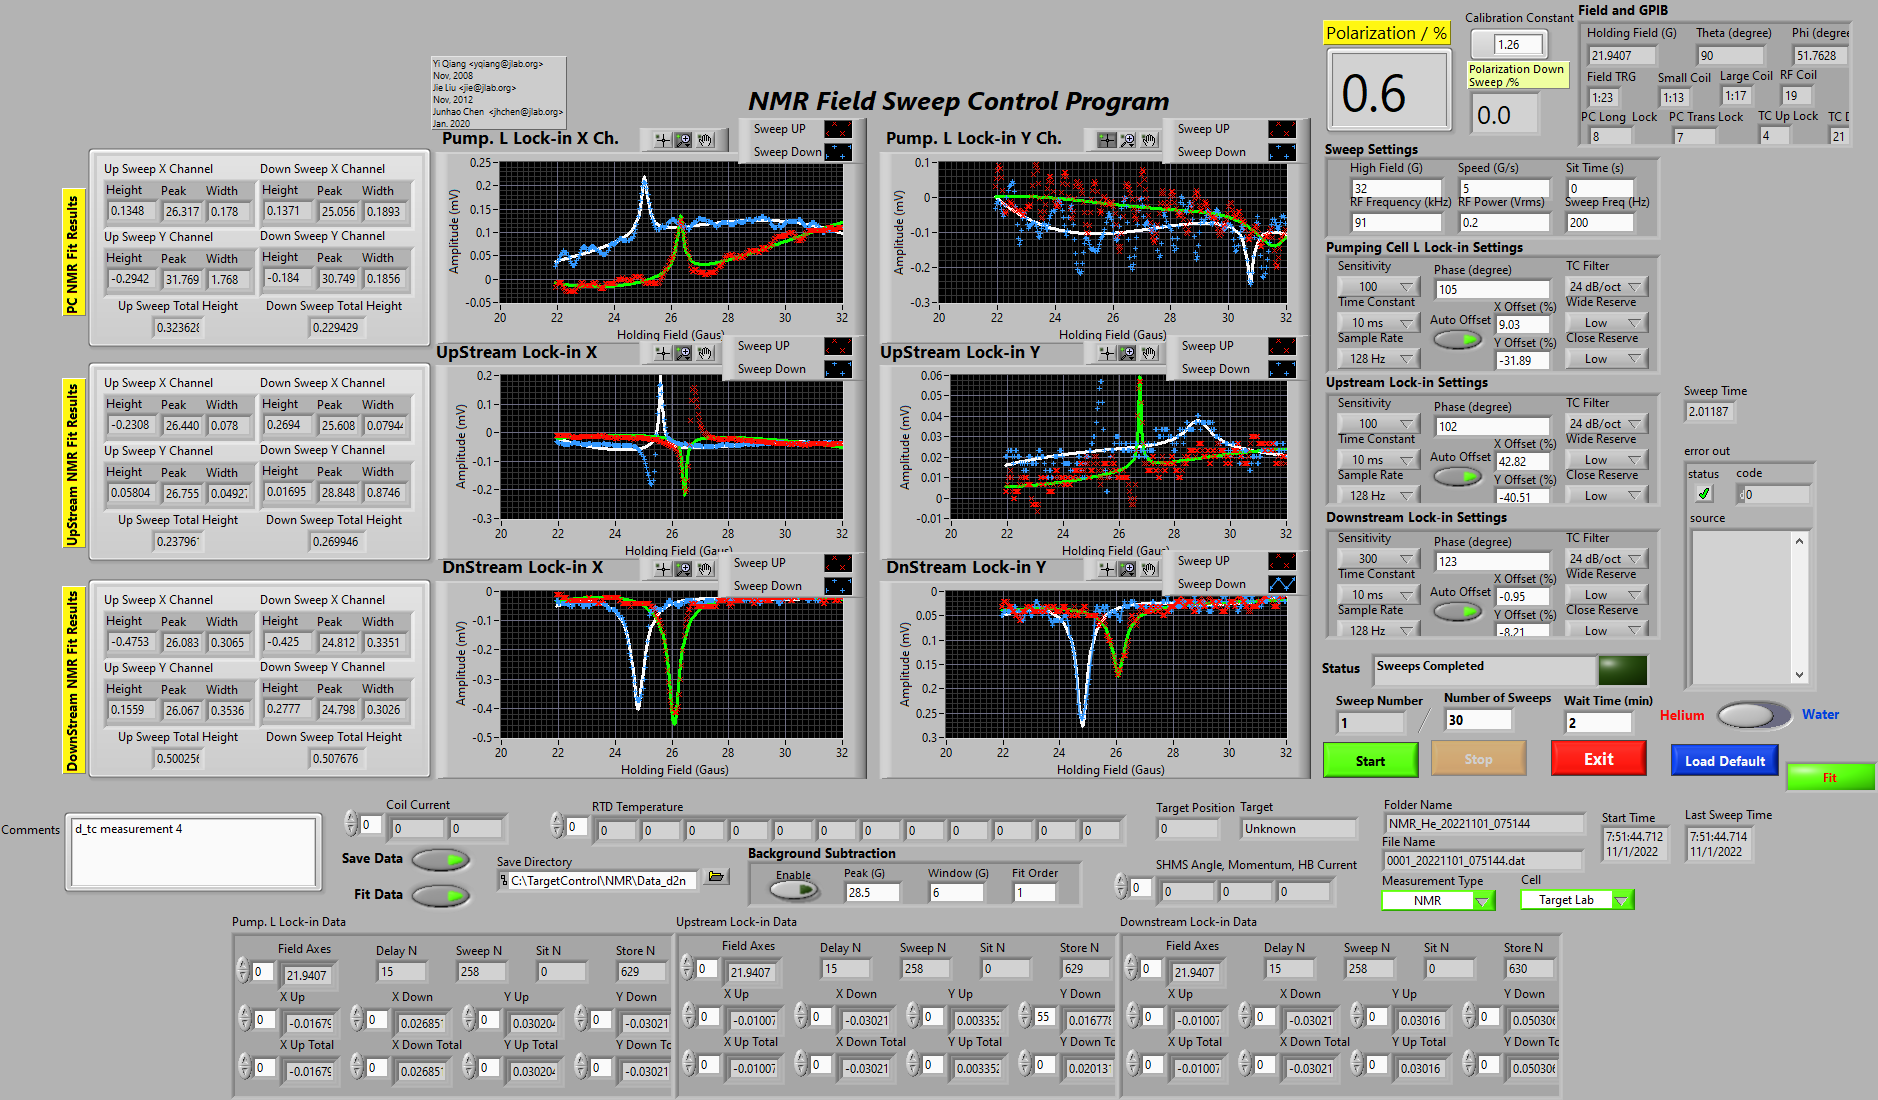 Yi Qiang <yqiang@jlab.org>
Nov, 2008
Jie Liu <jie@jlab.org>
Nov, 2012
Junhao Chen <jhchen@jlab.org>
Jan. 2020
NMR Field Sweep Control Program
Polarization / %
0.6
Calibration Constant
1.26
Polarization Down
Sweep /%
0.0
Field and GPIB
Holding Field (G) Theta (degree) Phi (degree
21.9407 90 51.7628
Field TRG Small Coil Large Coil RF Coil
1:23 1:13 1:17 19
PC Long Lock PC Trans Lock TC Up Lock TC D
8 7 4 21
PC NMR Fit Results
Up Sweep X Channel Down Sweep X Channel
Height Peak Width Height Peak Width
0.1348 26.317 0.178 0.1371 25.056 0.1893
Up Sweep Y Channel Down Sweep Y Channel
Height Peak Width Height Peak Width
-0.2942 31.769 1.768 -0.184 30.749 0.1856
Up Sweep Total Height Down Sweep Total Height
0.323628 0.229429
Pump. L Lock-in X Ch.
Sweep UP
Sweep Down
Amplitude (mV)
0.25
0.2
0.15
0.1
0.05
0
-0.05
20 22 24 26 28 30 32
Holding Field (Gaus)
Pump. L Lock-in Y Ch.
Sweep UP
Sweep Down
Amplitude (mV)
0.1
0
-0.1
-0.2
-0.3
20 22 24 26 28 30 32
Holding Field (Gaus)
UpStream NMR Fit Results
Up Sweep X Channel Down Sweep X Channel
Height Peak Width Height Peak Width
-0.2308 26.440 0.078 0.2694 25.608 0.07944
Up Sweep Y Channel Down Sweep Y Channel
Height Peak Width Height Peak Width
0.05804 26.755 0.04927 0.01695 28.848 0.8746
Up Sweep Total Height Down Sweep Total Height
0.23796 0.269946
UpStream Lock-in X
Sweep UP
Sweep Down
Amplitude (mV)
0.2
0.1
0
-0.1
-0.2
-0.3
20 22 24 26 28 30 32
Holding Field (Gaus)
UpStream Lock-in Y
Sweep UP
Sweep Down
Amplitude (mV)
0.06
0.05
0.04
0.03
0.02
0.01
0
-0.01
20 22 24 26 28 30 32
Holding Field (Gaus)
DownStream NMR Fit Results
Up Sweep X Channel Down Sweep X Channel
Height Peak Width Height Peak Width
-0.4753 26.083 0.3065 -0.425 24.812 0.3351
Up Sweep Y Channel Down Sweep Y Channel
Height Peak Width Height Peak Width
0.1559 26.067 0.3536 0.2777 24.798 0.3026
Up Sweep Total Height Down Sweep Total Height
0.500256 0.507676
DnStream Lock-in X
Sweep UP
Sweep Down
Amplitude (mV)
0
-0.1
-0.2
-0.3
-0.4
-0.5
20 22 24 26 28 30 32
Holding Field (Gaus)
DnStream Lock-in Y
Sweep UP
Sweep Down
Amplitude (mV)
0
0.05
0.1
0.15
0.2
0.25
0.3
20 22 24 26 28 30 32
Holding Field (Gaus)
Sweep Settings
High Field (G) Speed (G/s) Sit Time (s)
32 5 0
RF Frequency (kHz) RF Power (Vrms) Sweep Freq (Hz)
91 0.2 200
Pumping Cell L Lock-in Settings
Sensitivity Phase (degree) TC Filter
100 105 24 dB/oct
Time Constant X Offset (%) Wide Reserve
10 ms Auto Offset 9.03 Low
Sample Rate Y Offset (%) Close Reserve
128 Hz -31.89 Low
Upstream Lock-in Settings
Sensitivity Phase (degree) TC Filter
100 102 24 dB/oct
Time Constant X Offset (%) Wide Reserve
10 ms Auto Offset 42.82 Low
Sample Rate Y Offset (%) Close Reserve
128 Hz -40.51 Low
Downstream Lock-in Settings
Sensitivity Phase (degree) TC Filter
300 123 24 dB/oct
Time Constant X Offset (%) Wide Reserve
10 ms Auto Offset -0.95 Low
Sample Rate Y Offset (%) Close Reserve
128 Hz -8.21 Low
Sweep Time
2.01187
error out
status code
0
source
Status Sweeps Completed
Sweep Number Number of Sweeps Wait Time (min)
1 / 30 2
Helium Water
Start Stop Exit Load Default Fit
Comments d_tc measurement 4
Coil Current
0 0 0
Save Data
Fit Data
RTD Temperature
0 0 0 0 0 0 0 0 0 0 0 0 0
Save Directory
C:\TargetControl\NMR\Data_d2n
Background Subtraction
Enable Peak (G) Window (G) Fit Order
28.5 6 1
Target Position Target
0 Unknown
SHMS Angle, Momentum, HB Current
0 0 0 0
Folder Name
NMR_He_20221101_075144
File Name
0001_20221101_075144.dat
Measurement Type Cell
NMR Target Lab
Start Time Last Sweep Time
7:51:44.712 7:51:44.714
11/1/2022 11/1/2022
Pump. L Lock-in Data
Field Axes Delay N Sweep N Sit N Store N
0 21.9407 15 258 0 629
X Up X Down Y Up Y Down
0 -0.01679 0 0.02685 0 0.030204 0 -0.03021
X Up Total X Down Total Y Up Total Y Down To
0 -0.01679 0 0.02685 0 0.030204 0 -0.03021
Upstream Lock-in Data
Field Axes Delay N Sweep N Sit N Store N
0 21.9407 15 258 0 629
X Up X Down Y Up Y Down
0 -0.01007 0 -0.03021 0 0.003352 55 0.016778
X Up Total X Down Total Y Up Total Y Down To
0 -0.01007 0 -0.03021 0 0.003352 0 0.02013
Downstream Lock-in Data
Field Axes Delay N Sweep N Sit N Store N
0 21.9407 15 258 0 630
X Up X Down Y Up Y Down
0 -0.01007 0 -0.03021 0 0.03016 0 0.050306
X Up Total X Down Total Y Up Total Y Down To
0 -0.01007 0 -0.03021 0 0.03016 0 0.050306